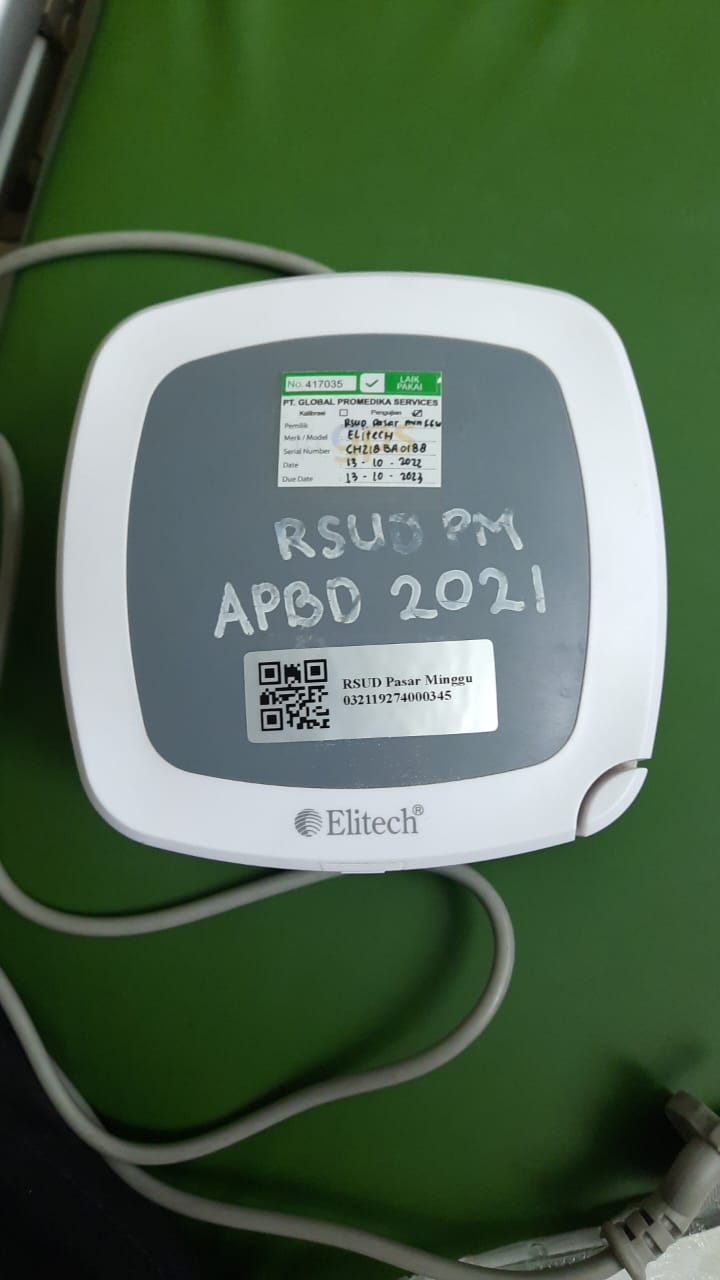 No. 417035 LAIK PAKAI
PT. GLOBAL PROMEDIKA SERVICES
Kalibrasi Pengujian
Pemilik RSUD Pasar Minggu
Merk / Model ELITECH
Serial Number CH218BA0188
Date 13 - 10 - 2022
Due Date 13 - 10 - 2023
RSUD PM
APBD 2021
RSUD Pasar Minggu
032119274000345
Elitech®